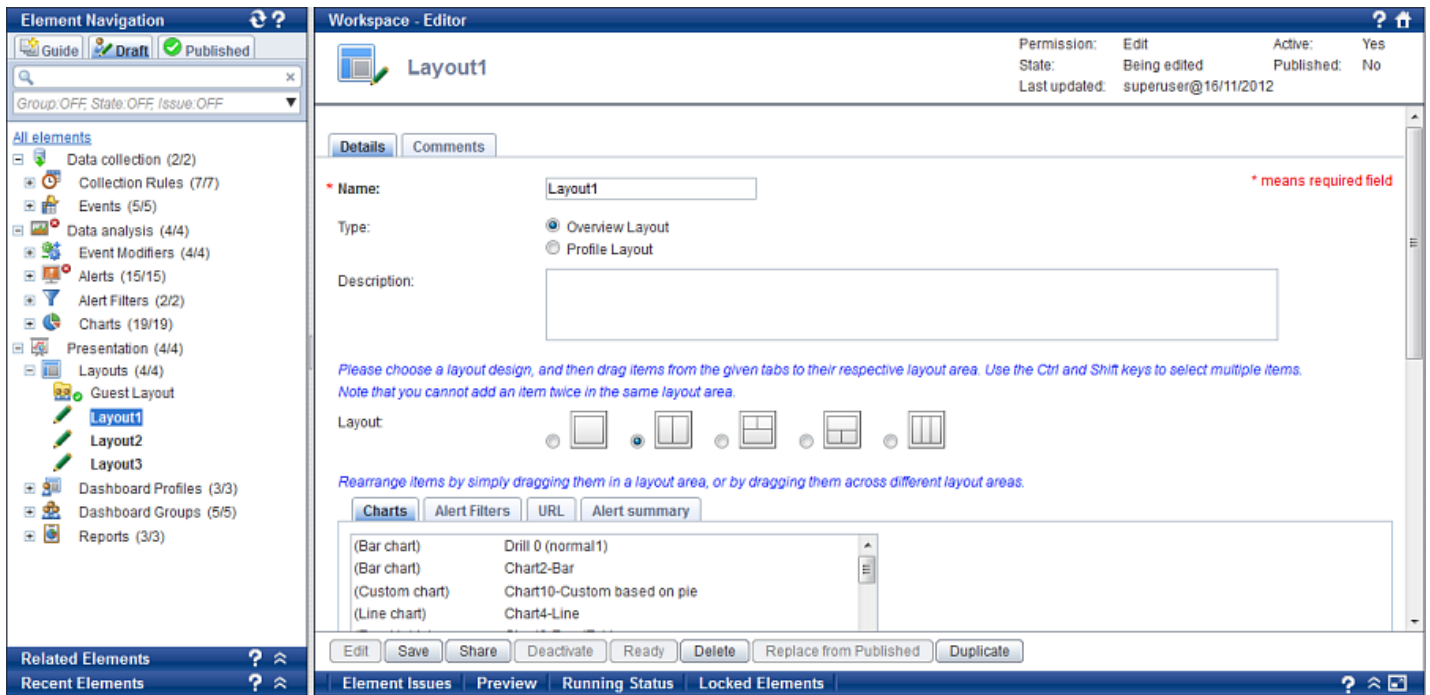 Element Navigation
Guide Draft Published
Group:OFF, State:OFF, Issue:OFF
All elements
Data collection (2/2)
Collection Rules (7/7)
Events (5/5)
Data analysis (4/4)
Event Modifiers (4/4)
Alerts (15/15)
Alert Filters (2/2)
Charts (19/19)
Presentation (4/4)
Layouts (4/4)
Guest Layout
Layout1
Layout2
Layout3
Dashboard Profiles (3/3)
Dashboard Groups (5/5)
Reports (3/3)
Related Elements
Recent Elements
Workspace - Editor
Layout1
Permission: Edit Active: Yes
State: Being edited Published: No
Last updated: superuser@16/11/2012
Details Comments
* Name: Layout1
* means required field
Type: Overview Layout
Profile Layout
Description:
Please choose a layout design, and then drag items from the given tabs to their respective layout area. Use the Ctrl and Shift keys to select multiple items.
Note that you cannot add an item twice in the same layout area.
Layout:
Rearrange items by simply dragging them in a layout area, or by dragging them across different layout areas.
Charts Alert Filters URL Alert summary
(Bar chart) Drill 0 (normal1)
(Bar chart) Chart2-Bar
(Custom chart) Chart10-Custom based on pie
(Line chart) Chart4-Line
Edit Save Share Deactivate Ready Delete Replace from Published Duplicate
Element Issues Preview Running Status Locked Elements